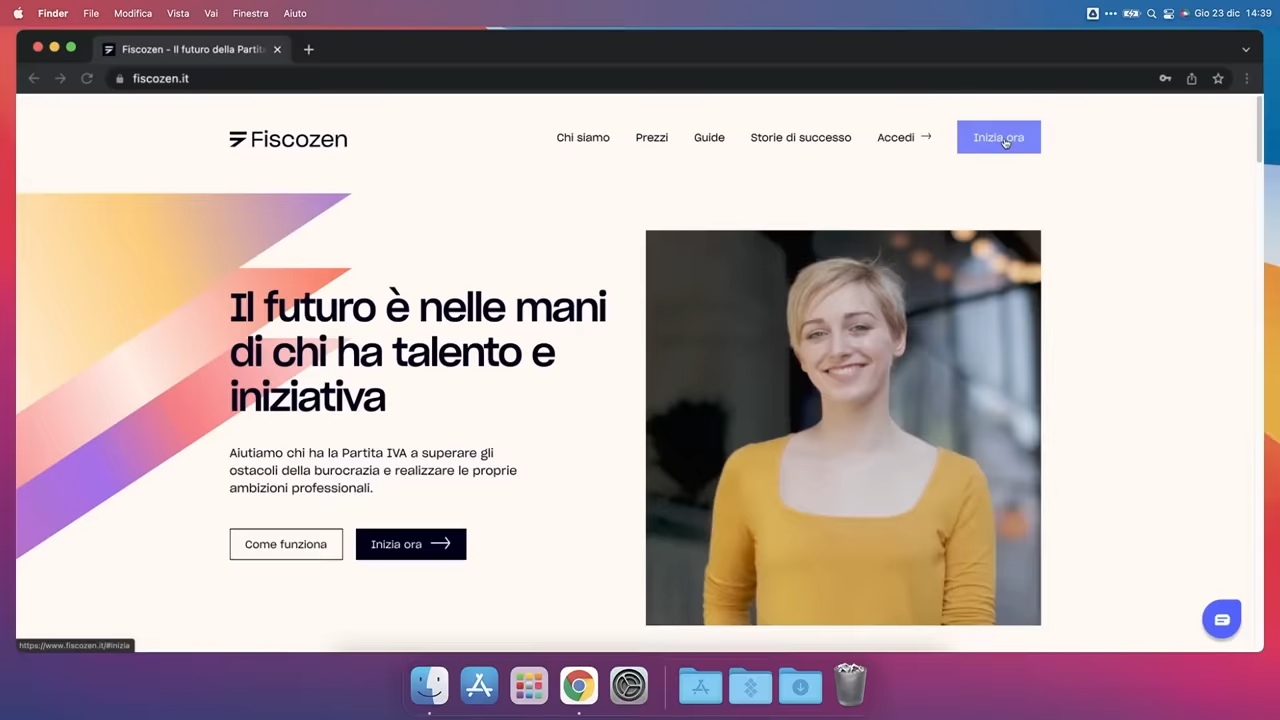 Finder File Modifica Vista Vai Finestra Aiuto
Gio 23 dic 14:39
Fiscozen - Il futuro della Partit
fiscozen.it
Fiscozen
Chi siamo Prezzi Guide Storie di successo Accedi → Inizia ora
Il futuro è nelle mani
di chi ha talento e
iniziativa
Aiutiamo chi ha la Partita IVA a superare gli
ostacoli della burocrazia e realizzare le proprie
ambizioni professionali.
Come funziona Inizia ora →
https://www.fiscozen.it/#inizia